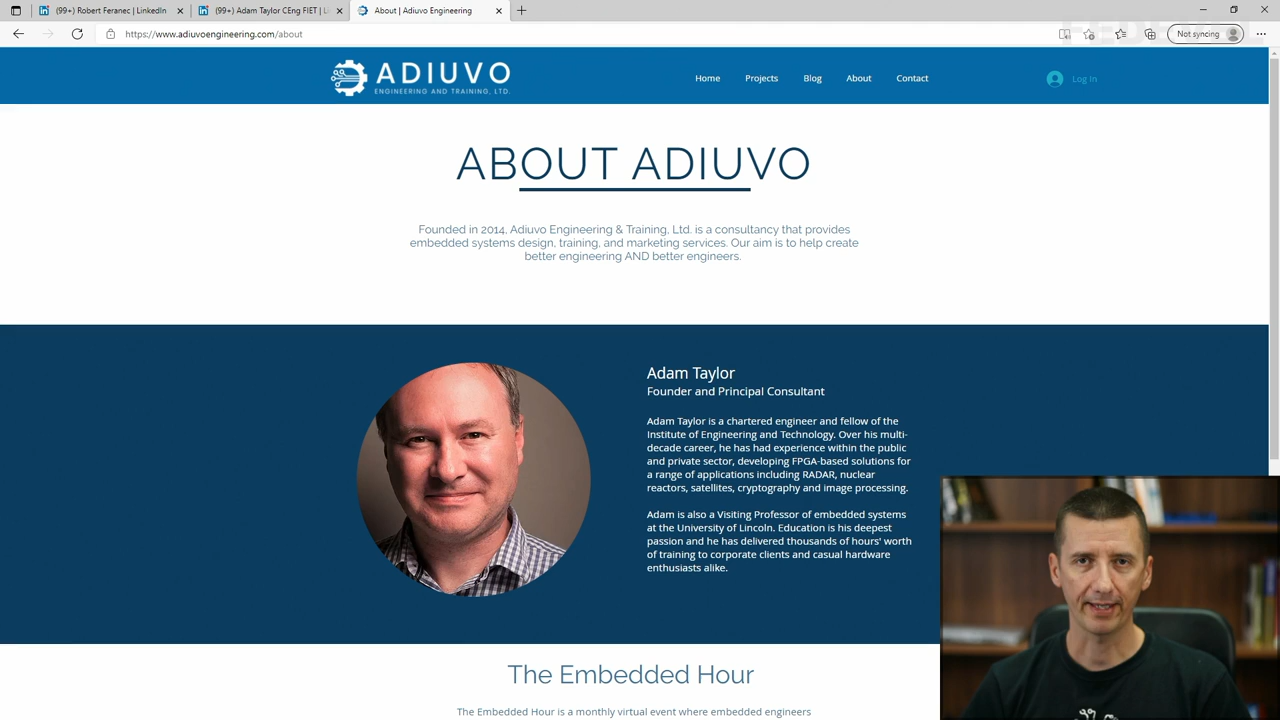 (99+) Robert Feranec | LinkedIn
(99+) Adam Taylor CEng FIET | Li
About | Adiuvo Engineering
https://www.adiuvoengineering.com/about
Not syncing
ADIUVO
ENGINEERING AND TRAINING, LTD.
Home
Projects
Blog
About
Contact
Log In
ABOUT ADIUVO
Founded in 2014, Adiuvo Engineering & Training, Ltd. is a consultancy that provides
embedded systems design, training, and marketing services. Our aim is to help create
better engineering AND better engineers.
Adam Taylor
Founder and Principal Consultant
Adam Taylor is a chartered engineer and fellow of the
Institute of Engineering and Technology. Over his multi-
decade career, he has had experience within the public
and private sector, developing FPGA-based solutions for
a range of applications including RADAR, nuclear
reactors, satellites, cryptography and image processing.
Adam is also a Visiting Professor of embedded systems
at the University of Lincoln. Education is his deepest
passion and he has delivered thousands of hours' worth
of training to corporate clients and casual hardware
enthusiasts alike.
The Embedded Hour
The Embedded Hour is a monthly virtual event where embedded engineers